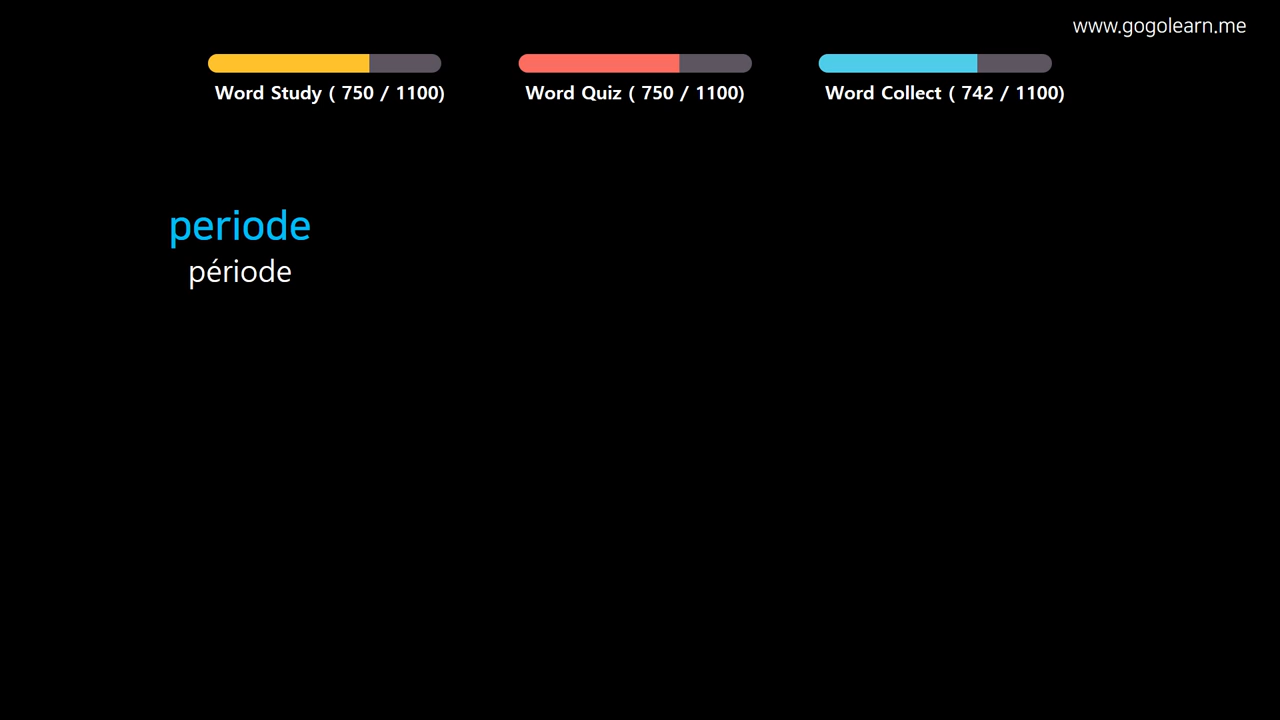 www.gogolearn.me
Word Study ( 750 / 1100)
Word Quiz ( 750 / 1100)
Word Collect ( 742 / 1100)
periode
période